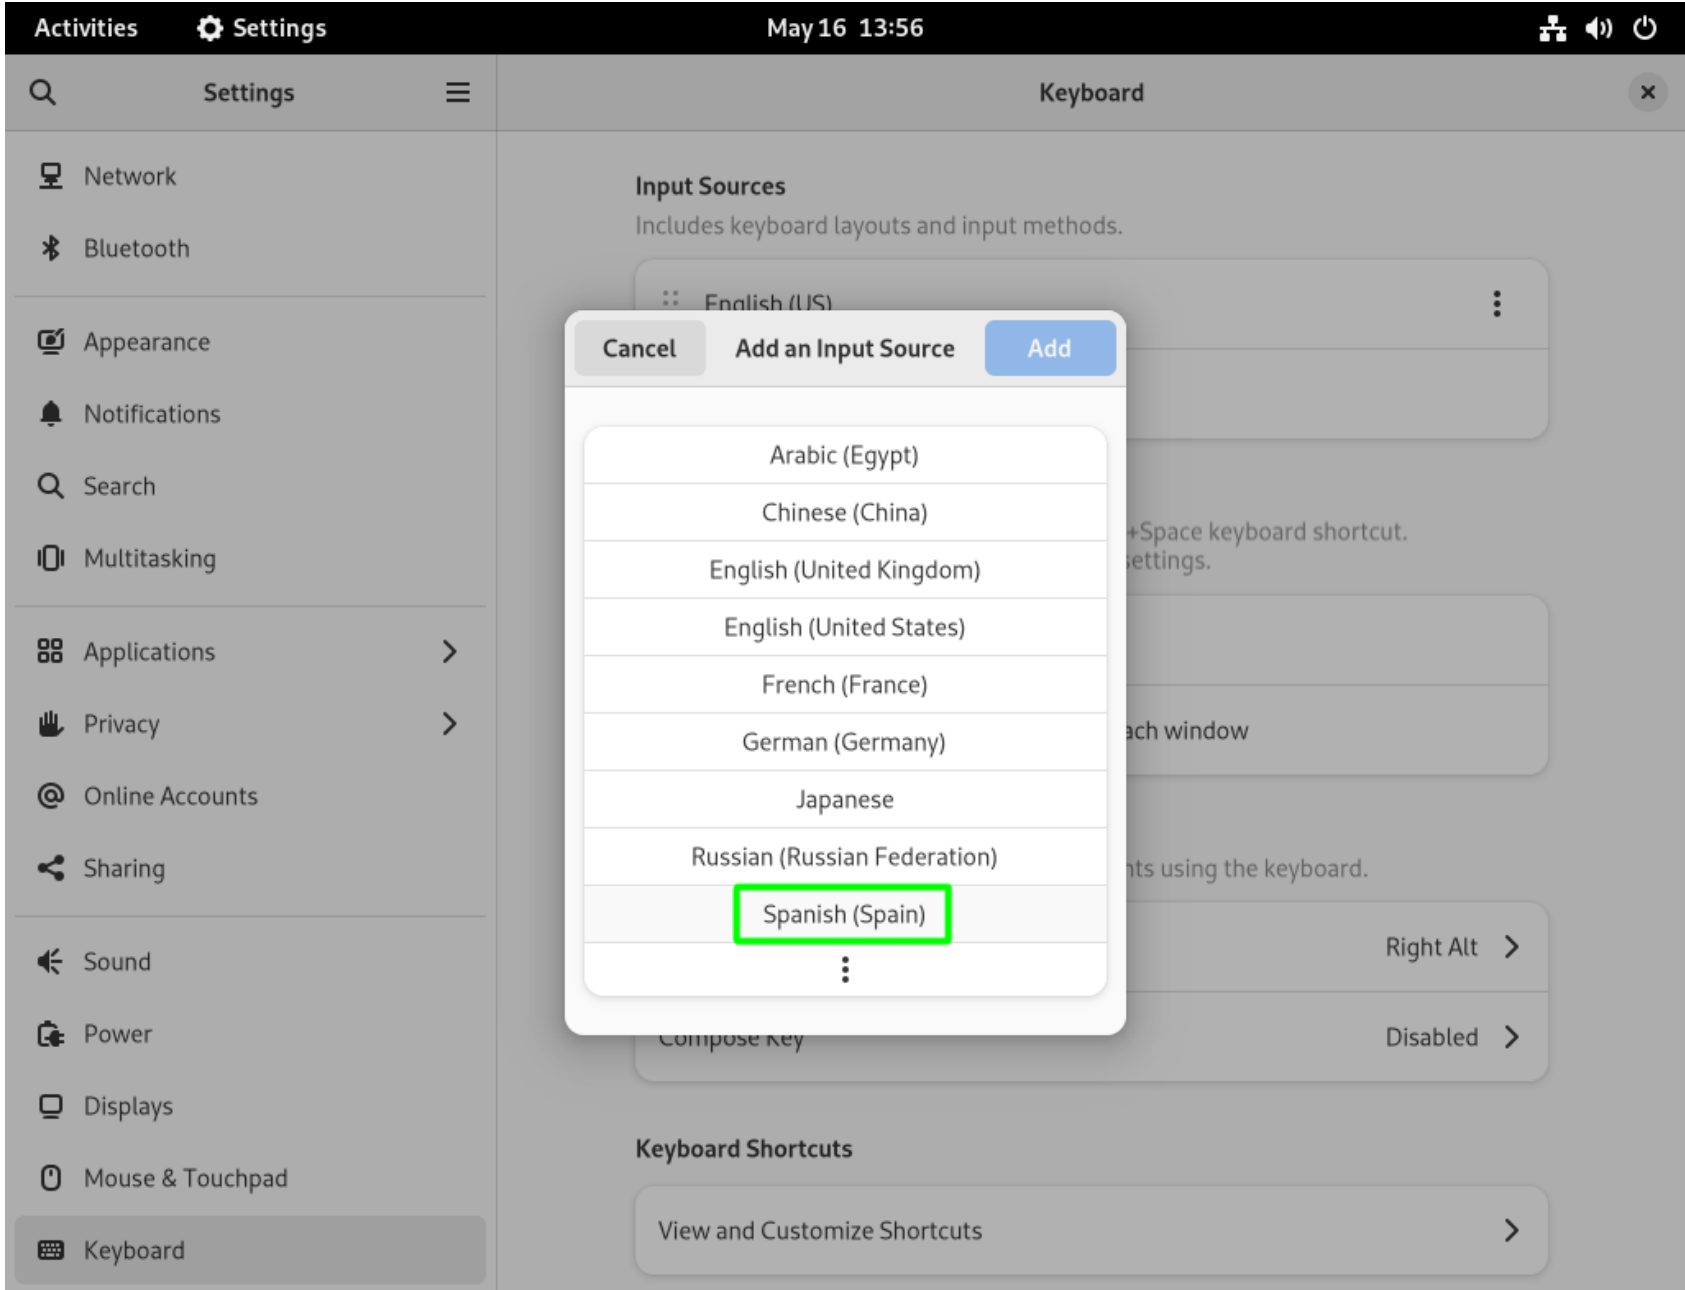 Activities
Settings
May 16 13:56
Settings
Keyboard
Network
Bluetooth
Appearance
Notifications
Search
Multitasking
Applications
Privacy
Online Accounts
Sharing
Sound
Power
Displays
Mouse & Touchpad
Keyboard
Input Sources
Includes keyboard layouts and input methods.
English (US)
Cancel
Add an Input Source
Add
Arabic (Egypt)
Chinese (China)
English (United Kingdom)
English (United States)
French (France)
German (Germany)
Japanese
Russian (Russian Federation)
Spanish (Spain)
+Space keyboard shortcut.
settings.
window
using the keyboard.
Right Alt
Compose Key
Disabled
Keyboard Shortcuts
View and Customize Shortcuts